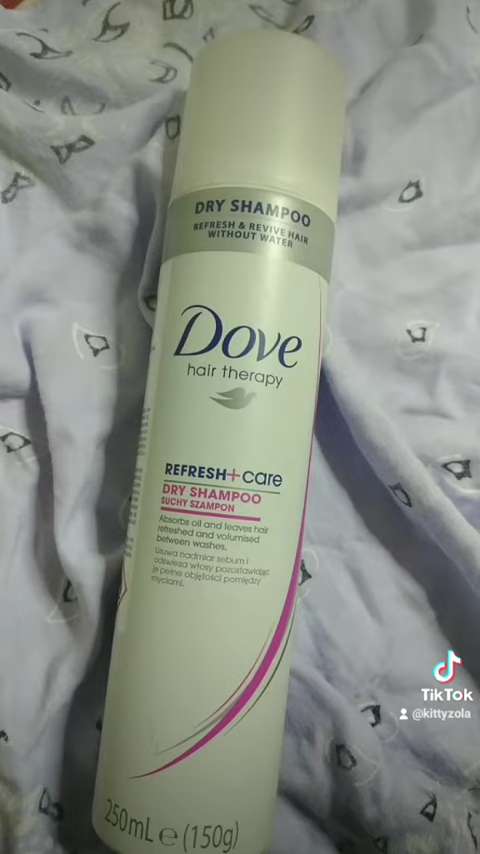 DRY SHAMPOO
REFRESH & REVIVE HAIR
WITHOUT WATER
Dove
hair therapy
REFRESH+care
DRY SHAMPOO
SUCHY SZAMPON
Absorbs oil and leaves hair
refreshed and volumised
between washes.
Usuwa nadmiar sebum i
odświeża włosy pozostawiając
je pełne objętości pomiędzy
myciami.
250mL e (150g)
TikTok
@kittyzola